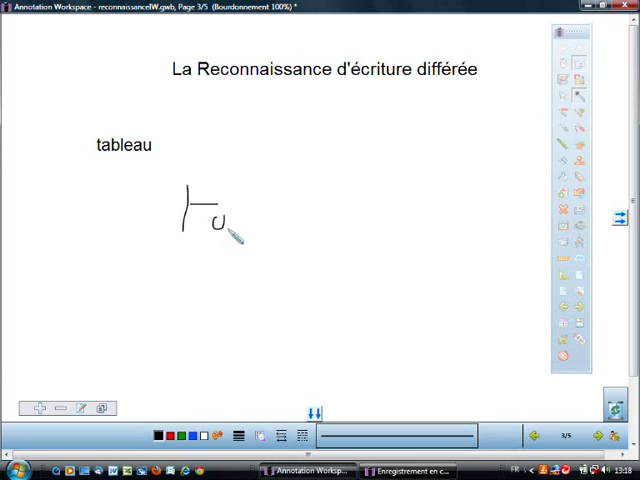 Annotation Workspace - reconnaissanceIW.gwb, Page 3/5 (Bourdonnement 100%) *
La Reconnaissance d'écriture différée
tableau
3/5
Annotation Worksp...
Enregistrement en c...
FR
13:18